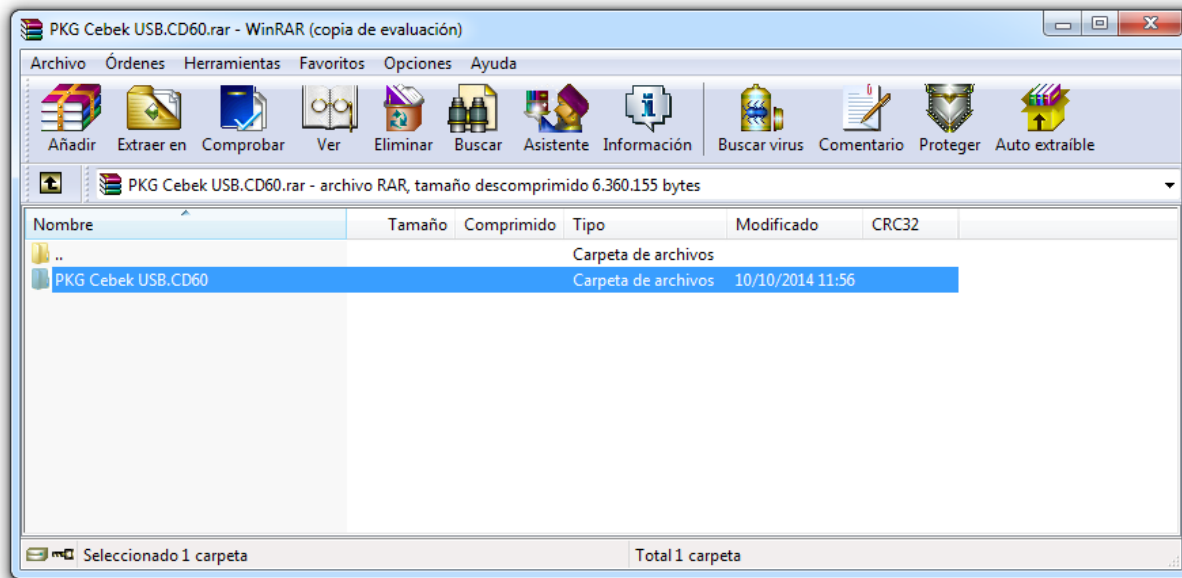 PKG Cebek USB.CD60.rar - WinRAR (copia de evaluación)
Archivo Órdenes Herramientas Favoritos Opciones Ayuda
Añadir Extraer en Comprobar Ver Eliminar Buscar Asistente Información Buscar virus Comentario Proteger Auto extraíble
PKG Cebek USB.CD60.rar - archivo RAR, tamaño descomprimido 6.360.155 bytes
Nombre Tamaño Comprimido Tipo Modificado CRC32
.. Carpeta de archivos
PKG Cebek USB.CD60 Carpeta de archivos 10/10/2014 11:56
Seleccionado 1 carpeta Total 1 carpeta